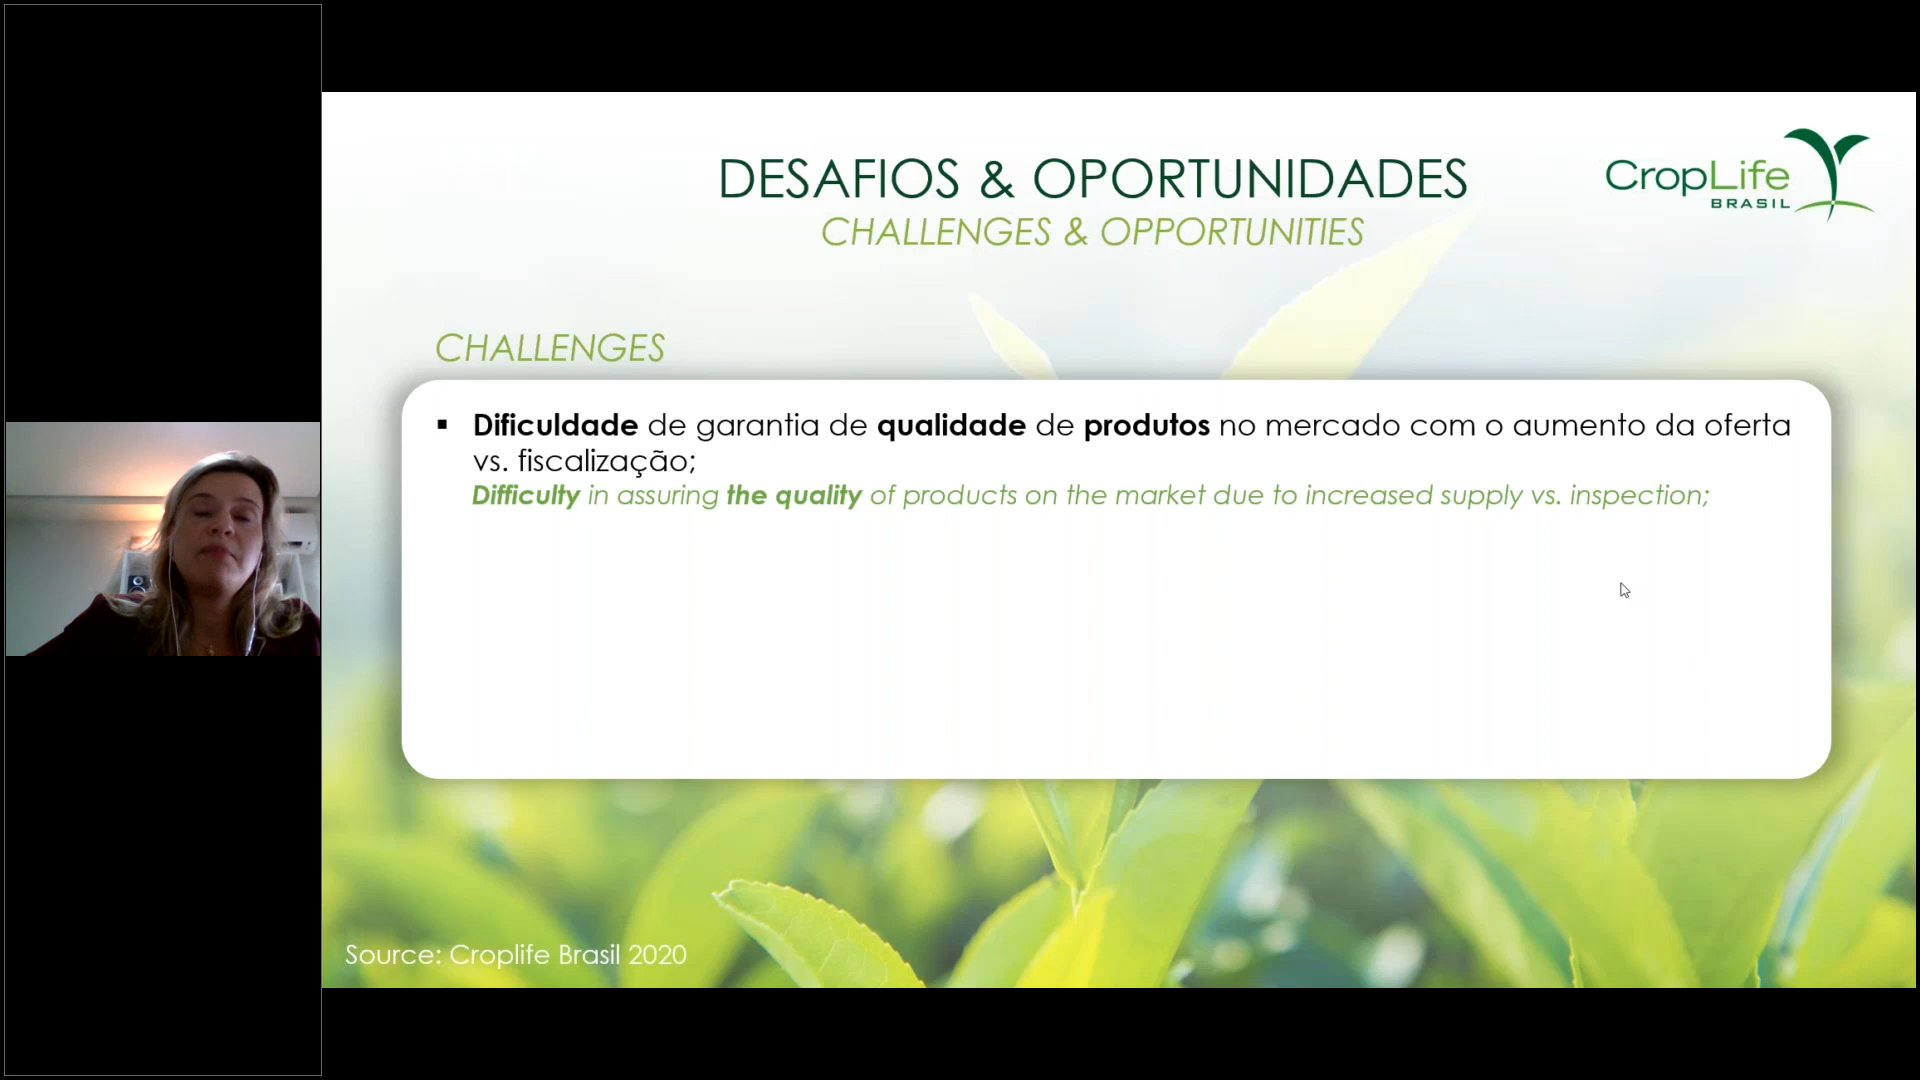 DESAFIOS & OPORTUNIDADES
CHALLENGES & OPPORTUNITIES
CropLife
BRASIL
CHALLENGES
▪ Dificuldade de garantia de qualidade de produtos no mercado com o aumento da oferta
vs. fiscalização;
Difficulty in assuring the quality of products on the market due to increased supply vs. inspection;
Source: Croplife Brasil 2020